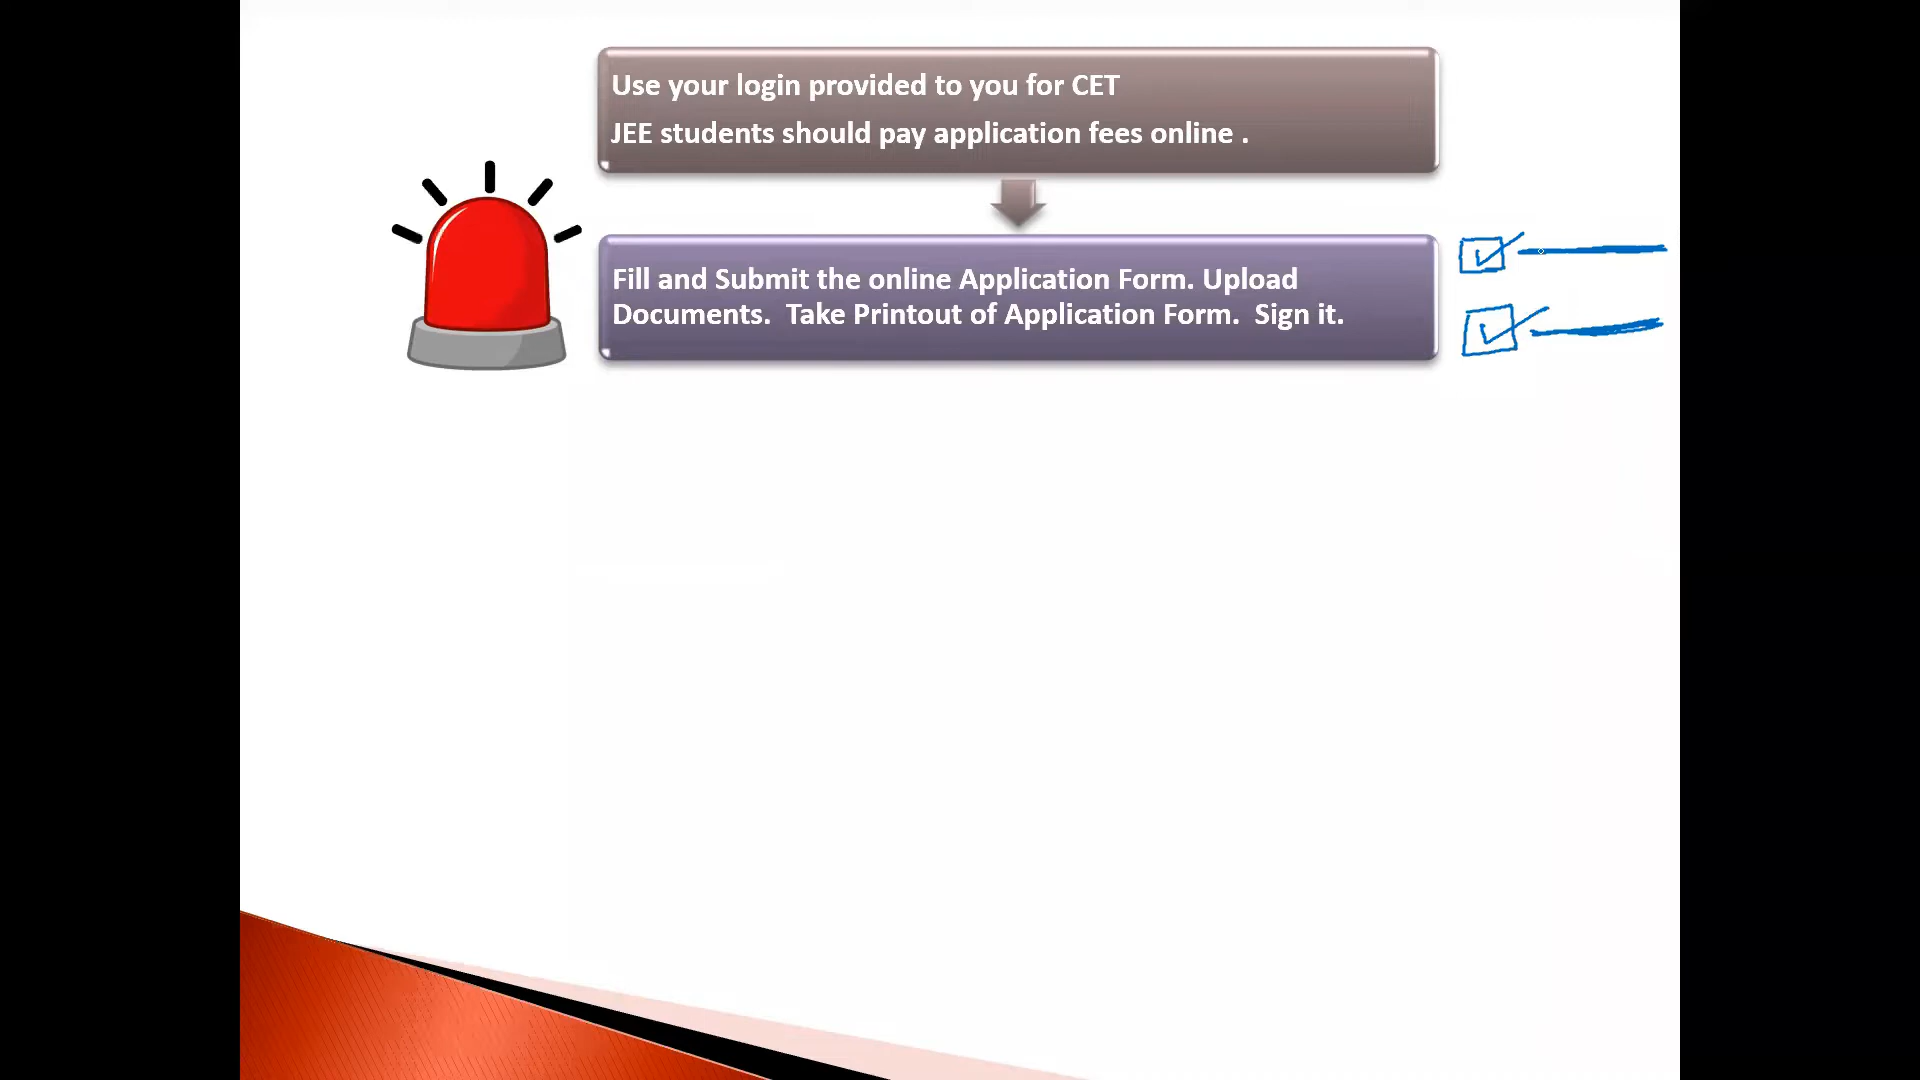 Use your login provided to you for CET
JEE students should pay application fees online .
Fill and Submit the online Application Form. Upload
Documents.  Take Printout of Application Form.  Sign it.